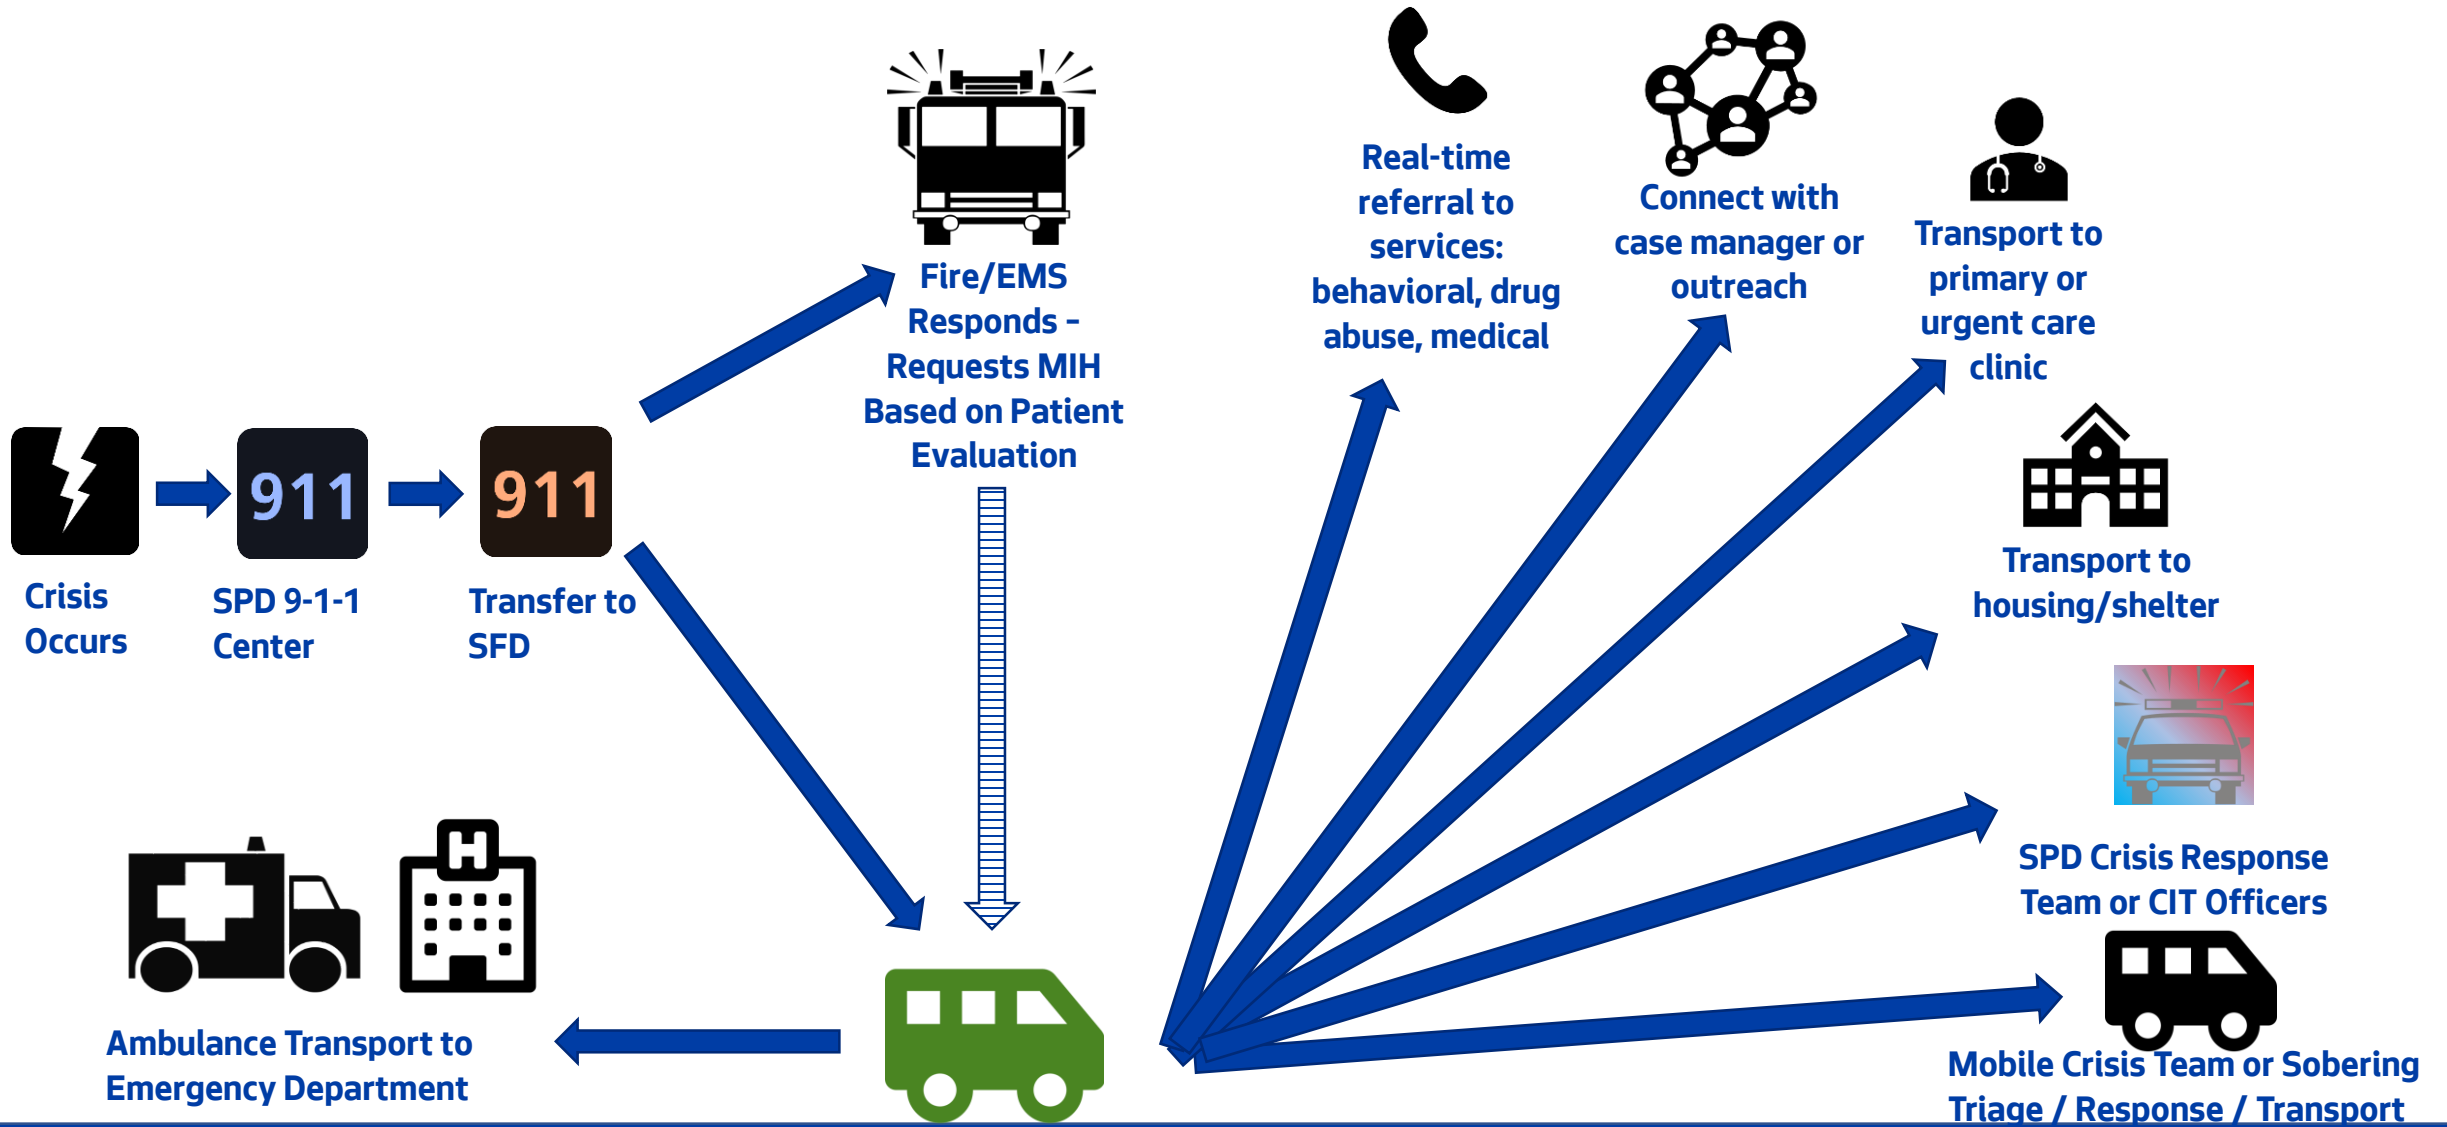 Crisis
Occurs
911
SPD 9-1-1
Center
911
Transfer to
SFD
Fire/EMS
Responds –
Requests MIH
Based on Patient
Evaluation
H
Ambulance Transport to
Emergency Department
Real-time
referral to
services:
behavioral, drug
abuse, medical
Connect with
case manager or
outreach
Transport to
primary or
urgent care
clinic
Transport to
housing/shelter
SPD Crisis Response
Team or CIT Officers
Mobile Crisis Team or Sobering
Triage / Response / Transport